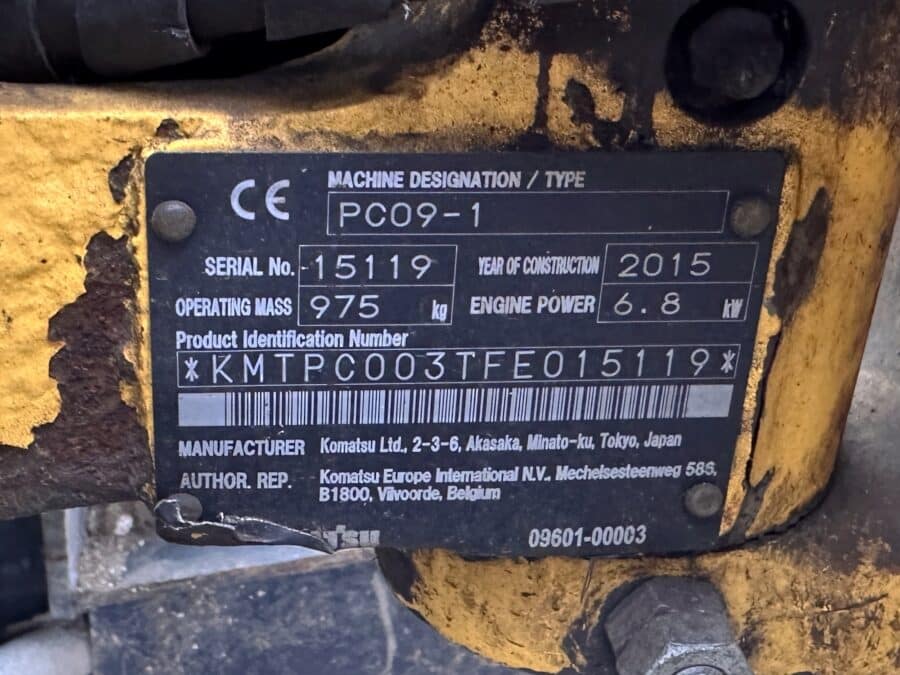 CE
MACHINE DESIGNATION / TYPE
PC09-1
SERIAL No. 15119 YEAR OF CONSTRUCTION 2015
OPERATING MASS 975 kg ENGINE POWER 6.8 kW
Product Identification Number
*KMTPC003TFE015119*
MANUFACTURER Komatsu Ltd., 2-3-6, Akasaka, Minato-ku, Tokyo, Japan
AUTHOR. REP. Komatsu Europe International N.V., Mechelsesteenweg 586,
B1800, Vilvoorde, Belgium
09601-00003